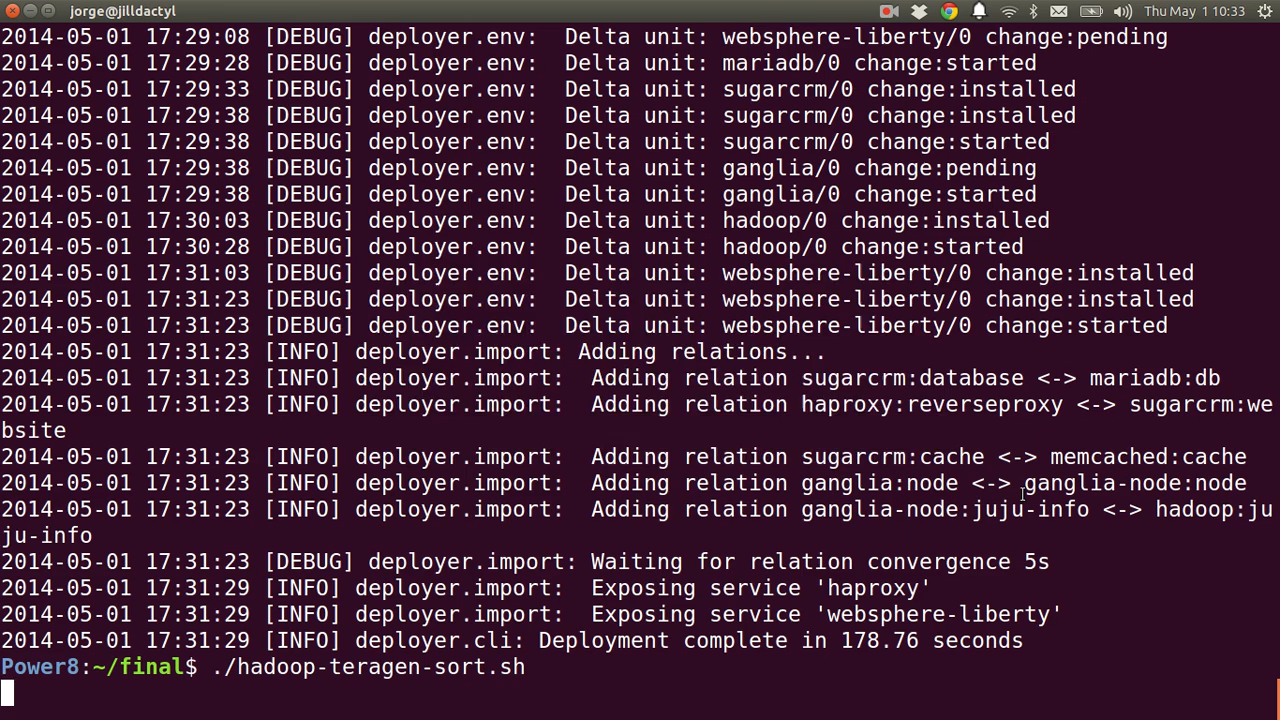 jorge@jilldactyl
Thu May 1 10:33
2014-05-01 17:29:08 [DEBUG] deployer.env:  Delta unit: websphere-liberty/0 change:pending
2014-05-01 17:29:28 [DEBUG] deployer.env:  Delta unit: mariadb/0 change:started
2014-05-01 17:29:33 [DEBUG] deployer.env:  Delta unit: sugarcrm/0 change:installed
2014-05-01 17:29:38 [DEBUG] deployer.env:  Delta unit: sugarcrm/0 change:installed
2014-05-01 17:29:38 [DEBUG] deployer.env:  Delta unit: sugarcrm/0 change:started
2014-05-01 17:29:38 [DEBUG] deployer.env:  Delta unit: ganglia/0 change:pending
2014-05-01 17:29:38 [DEBUG] deployer.env:  Delta unit: ganglia/0 change:started
2014-05-01 17:30:03 [DEBUG] deployer.env:  Delta unit: hadoop/0 change:installed
2014-05-01 17:30:28 [DEBUG] deployer.env:  Delta unit: hadoop/0 change:started
2014-05-01 17:31:03 [DEBUG] deployer.env:  Delta unit: websphere-liberty/0 change:installed
2014-05-01 17:31:23 [DEBUG] deployer.env:  Delta unit: websphere-liberty/0 change:installed
2014-05-01 17:31:23 [DEBUG] deployer.env:  Delta unit: websphere-liberty/0 change:started
2014-05-01 17:31:23 [INFO] deployer.import: Adding relations...
2014-05-01 17:31:23 [INFO] deployer.import:  Adding relation sugarcrm:database <-> mariadb:db
2014-05-01 17:31:23 [INFO] deployer.import:  Adding relation haproxy:reverseproxy <-> sugarcrm:we
bsite
2014-05-01 17:31:23 [INFO] deployer.import:  Adding relation sugarcrm:cache <-> memcached:cache
2014-05-01 17:31:23 [INFO] deployer.import:  Adding relation ganglia:node <-> ganglia-node:node
2014-05-01 17:31:23 [INFO] deployer.import:  Adding relation ganglia-node:juju-info <-> hadoop:ju
ju-info
2014-05-01 17:31:23 [DEBUG] deployer.import: Waiting for relation convergence 5s
2014-05-01 17:31:29 [INFO] deployer.import:  Exposing service 'haproxy'
2014-05-01 17:31:29 [INFO] deployer.import:  Exposing service 'websphere-liberty'
2014-05-01 17:31:29 [INFO] deployer.cli: Deployment complete in 178.76 seconds
Power8:~/final$ ./hadoop-teragen-sort.sh